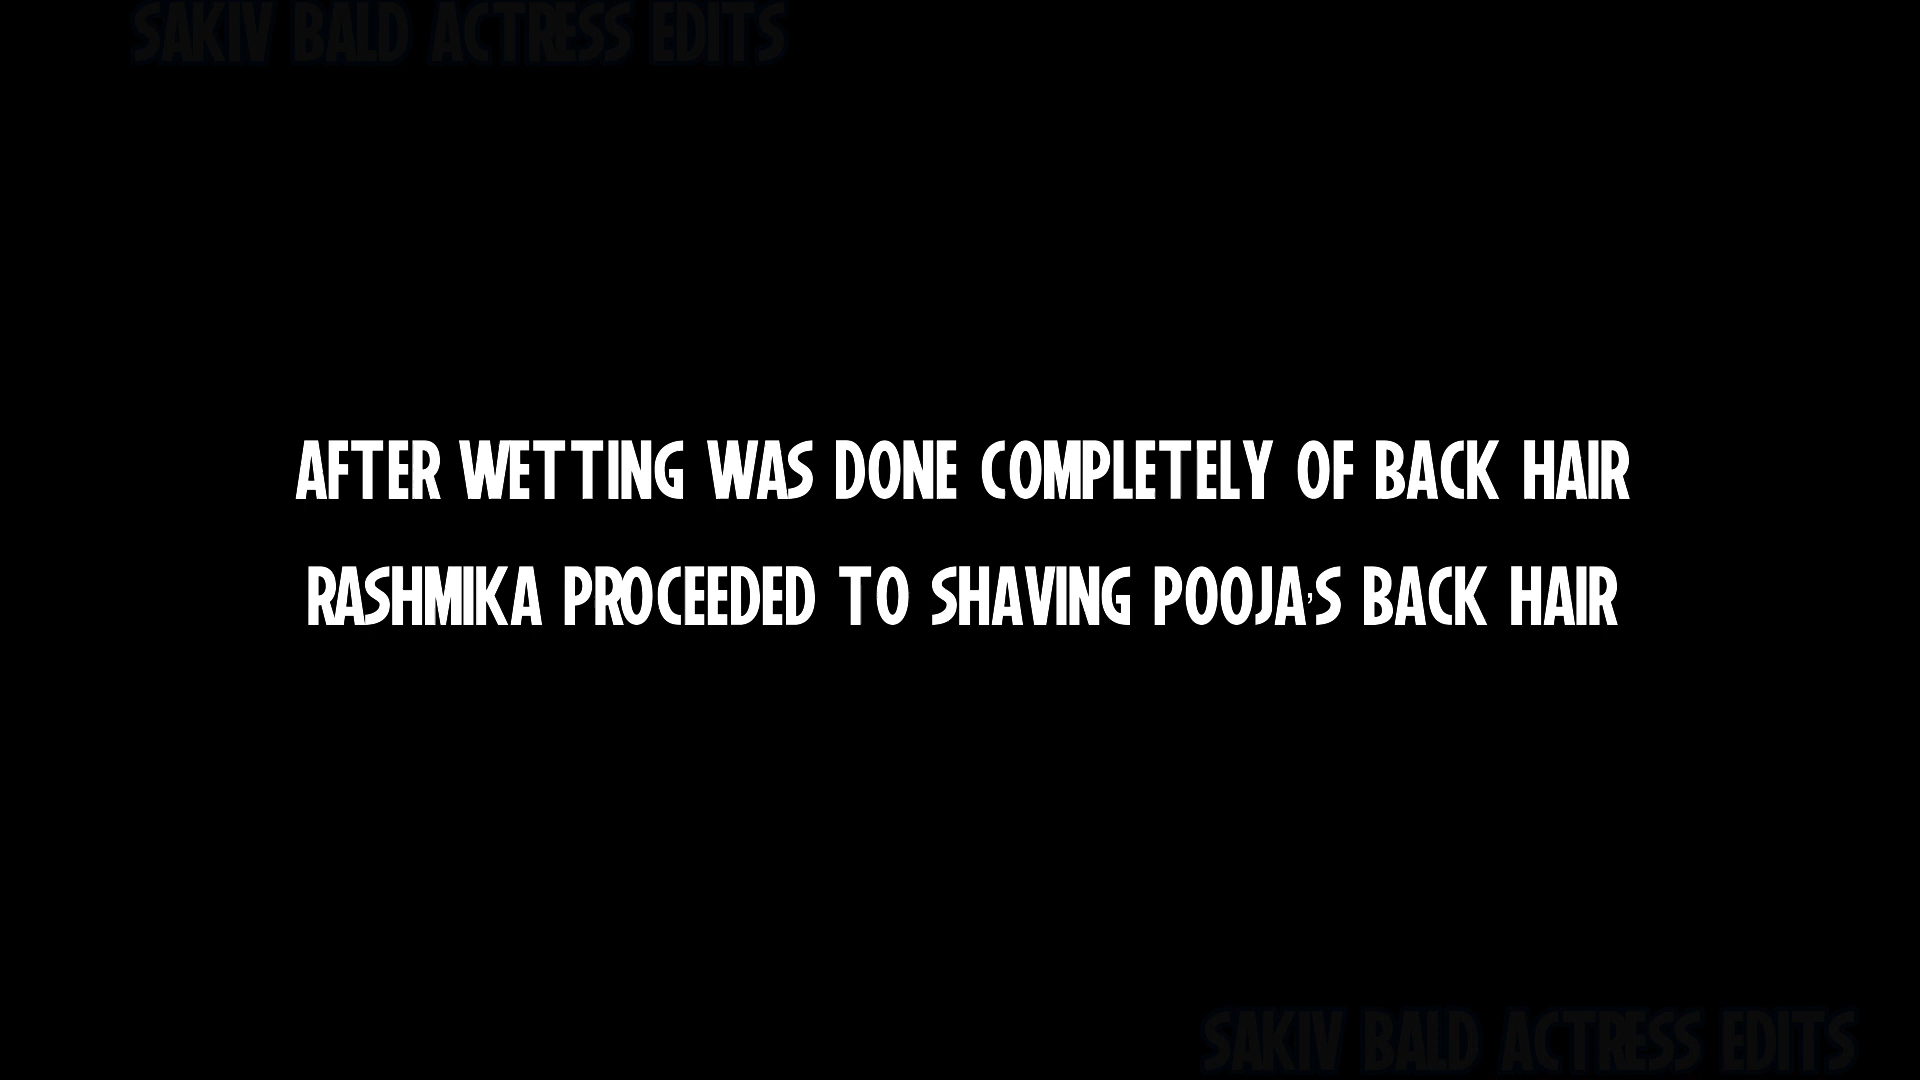 SAKIV BALD ACTRESS EDITS
AFTER WETTING WAS DONE COMPLETELY OF BACK HAIR
RASHMIKA PROCEEDED TO SHAVING POOJA'S BACK HAIR
SAKIV BALD ACTRESS EDITS